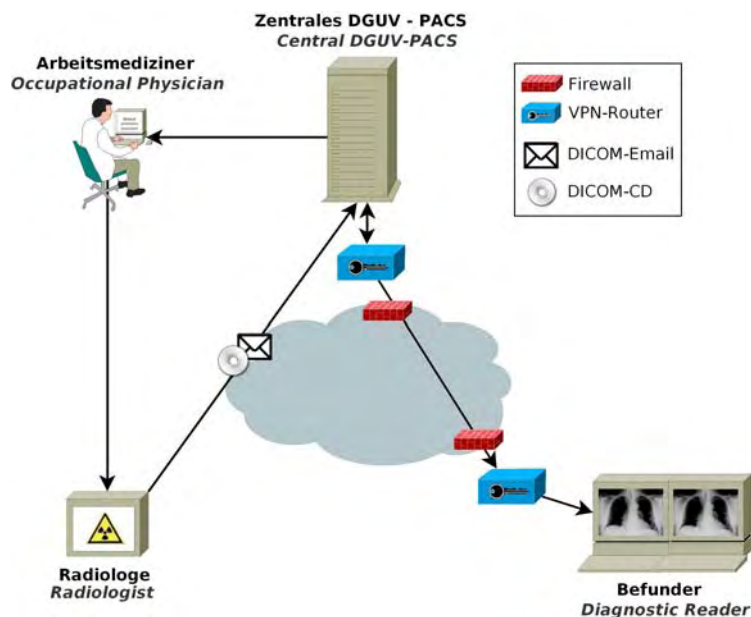 Zentrales DGUV - PACS
Central DGUV-PACS
Arbeitsmediziner
Occupational Physician
Firewall
VPN-Router
DICOM-Email
DICOM-CD
Radiologe
Radiologist
Befunder
Diagnostic Reader